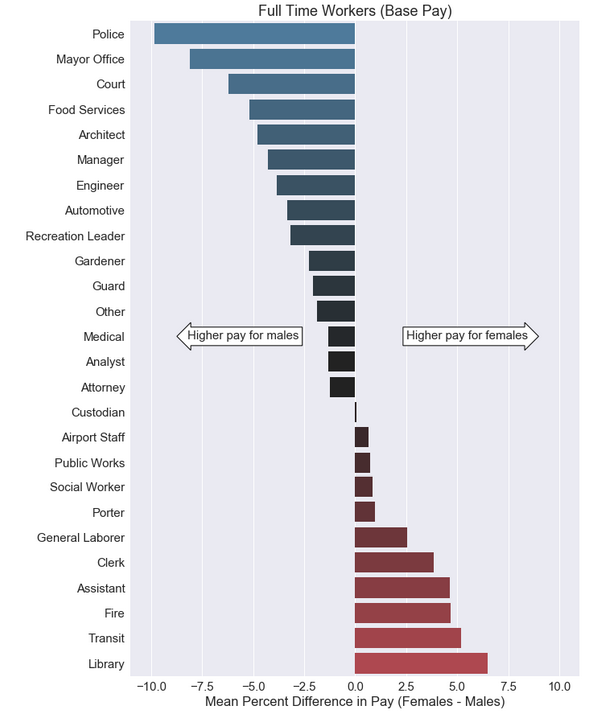 Full Time Workers (Base Pay)
Police
Mayor Office
Court
Food Services
Architect
Manager
Engineer
Automotive
Recreation Leader
Gardener
Guard
Other
Medical
Higher pay for males
Higher pay for females
Analyst
Attorney
Custodian
Airport Staff
Public Works
Social Worker
Porter
General Laborer
Clerk
Assistant
Fire
Transit
Library
−10.0 −7.5 −5.0 −2.5 0.0 2.5 5.0 7.5 10.0
Mean Percent Difference in Pay (Females - Males)